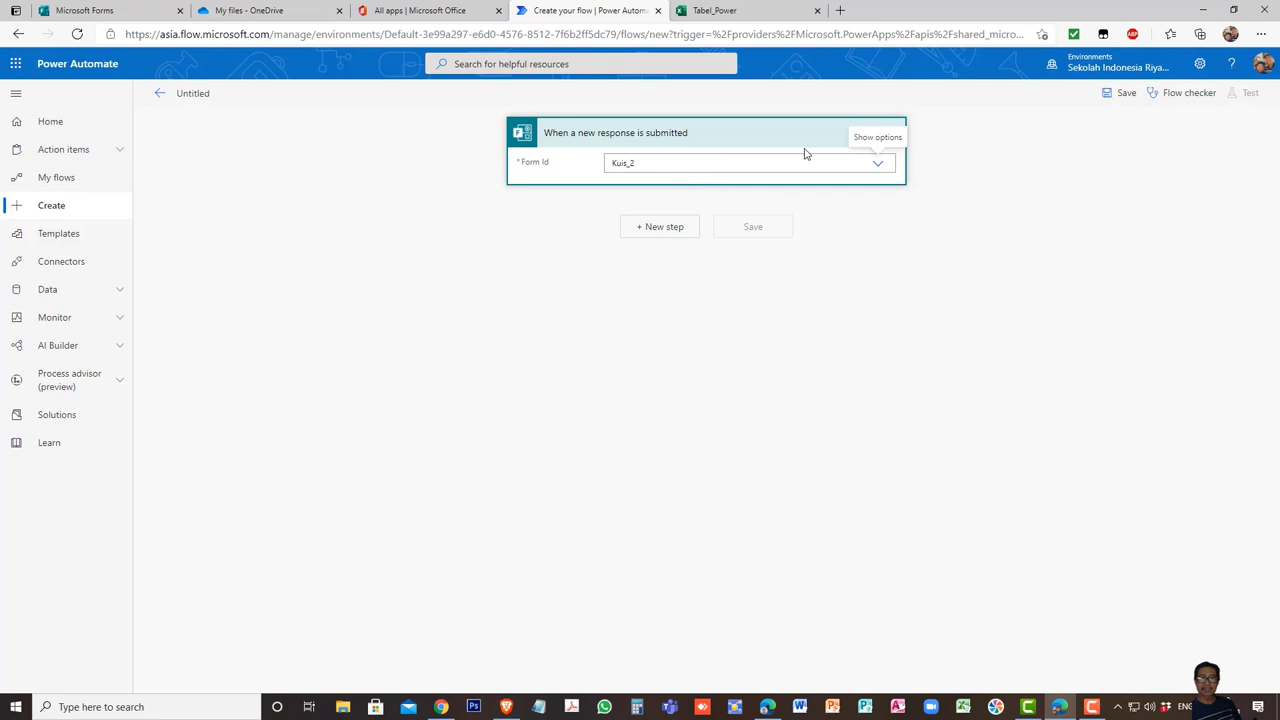 Microsoft Forms
My files - OneDrive
All apps | Microsoft Office
Create your flow | Power Automa
Tabel_Power
https://asia.flow.microsoft.com/manage/environments/Default-3e99a297-e6d0-4576-8512-7f6b2ff5dc79/flows/new?trigger=%2Fproviders%2FMicrosoft.PowerApps%2Fapis%2Fshared_micro...
ABP
Power Automate
Search for helpful resources
Environments
Sekolah Indonesia Riya...
Untitled
Save
Flow checker
Test
Home
Action items
My flows
Create
Templates
Connectors
Data
Monitor
AI Builder
Process advisor
(preview)
Solutions
Learn
When a new response is submitted
Show options
* Form Id
Kuis_2
+ New step
Save
Type here to search